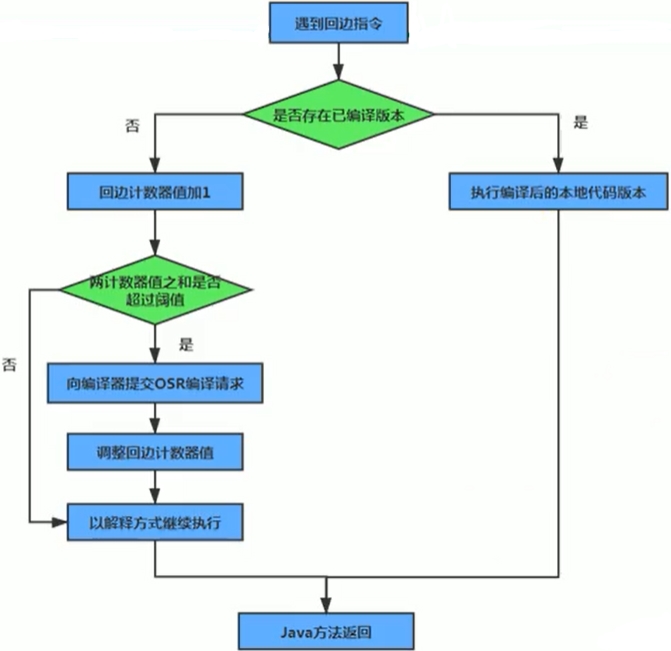 遇到回边指令
是否存在已编译版本
否
是
回边计数器值加1
执行编译后的本地代码版本
两计数器值之和是否
超过阈值
是
否
向编译器提交OSR编译请求
调整回边计数器值
以解释方式继续执行
Java方法返回